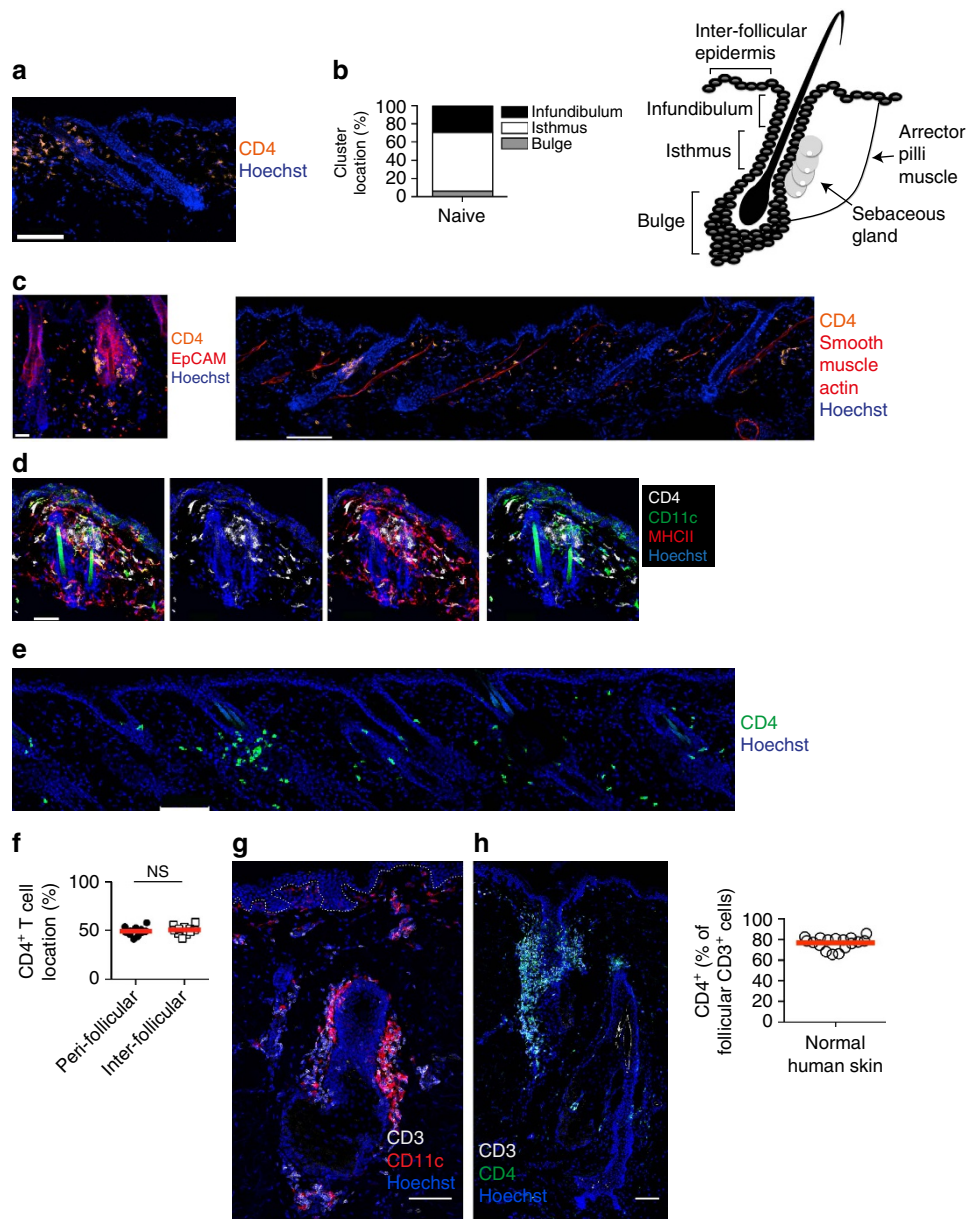 a
CD4
Hoechst
b
100
80
60
40
20
0
Cluster
location (%)
Naive
Infundibulum
Isthmus
Bulge
Inter-follicular
epidermis
Infundibulum
Isthmus
Bulge
Arrector
pilli
muscle
Sebaceous
gland
c
CD4
EpCAM
Hoechst
CD4
Smooth
muscle
actin
Hoechst
d
CD4
CD11c
MHCII
Hoechst
e
CD4
Hoechst
f
NS
100
50
0
CD4+ T cell
location (%)
Peri-follicular
Inter-follicular
g
CD3
CD11c
Hoechst
h
CD3
CD4
Hoechst
100
80
60
40
20
0
CD4+ (% of
follicular CD3+ cells)
Normal
human skin